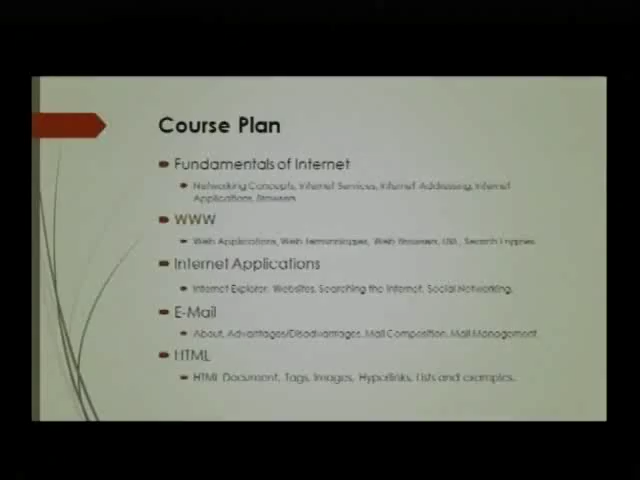 Course Plan
Fundamentals of Internet
Networking Concepts, Internet Services, Internet Addressing, Internet
Applications, Browsers
WWW
Web Applications, Web Terminologies, Web Browsers, URL, Search Engines
Internet Applications
Internet Explorer, Websites, Searching the Internet, Social Networking.
E-Mail
About, Advantages/Disadvantages, Mail Composition, Mail Management
HTML
HTML Document, Tags, Images, Hyperlinks, Lists and examples.